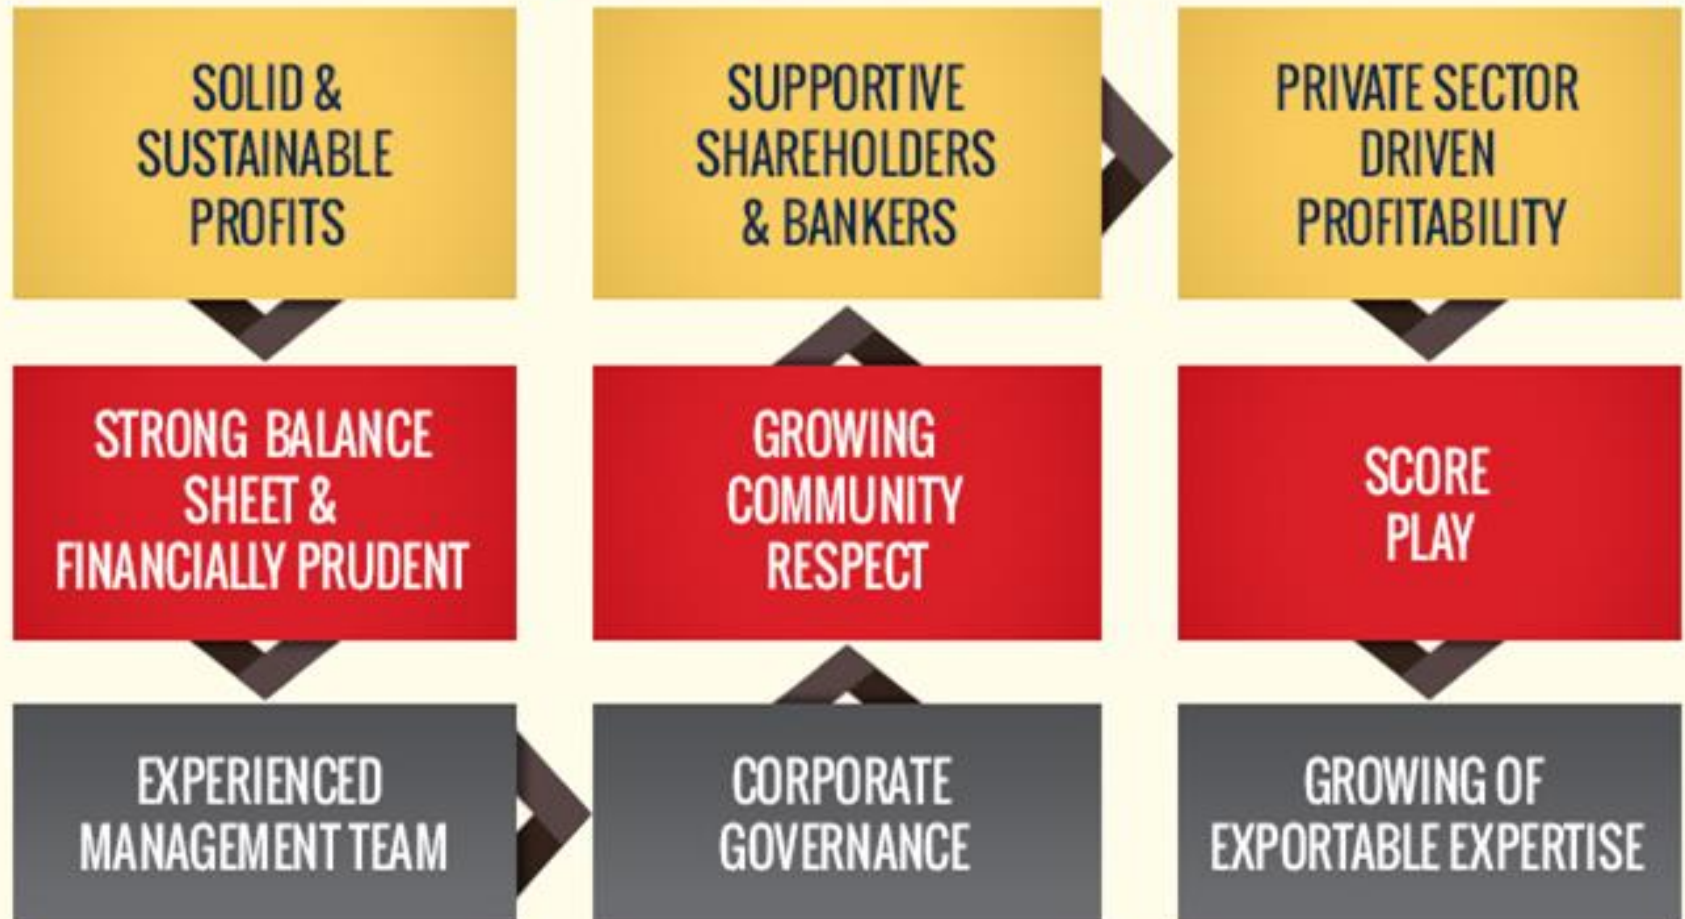 SOLID &
SUSTAINABLE
PROFITS
SUPPORTIVE
SHAREHOLDERS
& BANKERS
PRIVATE SECTOR
DRIVEN
PROFITABILITY
STRONG BALANCE
SHEET &
FINANCIALLY PRUDENT
GROWING
COMMUNITY
RESPECT
SCORE
PLAY
EXPERIENCED
MANAGEMENT TEAM
CORPORATE
GOVERNANCE
GROWING OF
EXPORTABLE EXPERTISE